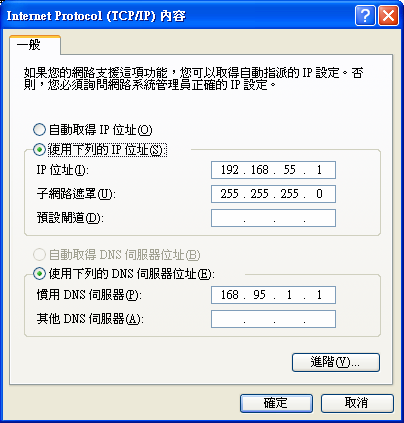 Internet Protocol (TCP/IP) 內容
一般
如果您的網路支援這項功能，您可以取得自動指派的 IP 設定。否
則，您必須詢問網路系統管理員正確的 IP 設定。
自動取得 IP 位址(O)
使用下列的 IP 位址(S):
IP 位址(I): 192 . 168 . 55 . 1
子網路遮罩(U): 255 . 255 . 255 . 0
預設閘道(D): . . .
自動取得 DNS 伺服器位址(B)
使用下列的 DNS 伺服器位址(E):
慣用 DNS 伺服器(P): 168 . 95 . 1 . 1
其他 DNS 伺服器(A): . . .
進階(V)...
確定 取消